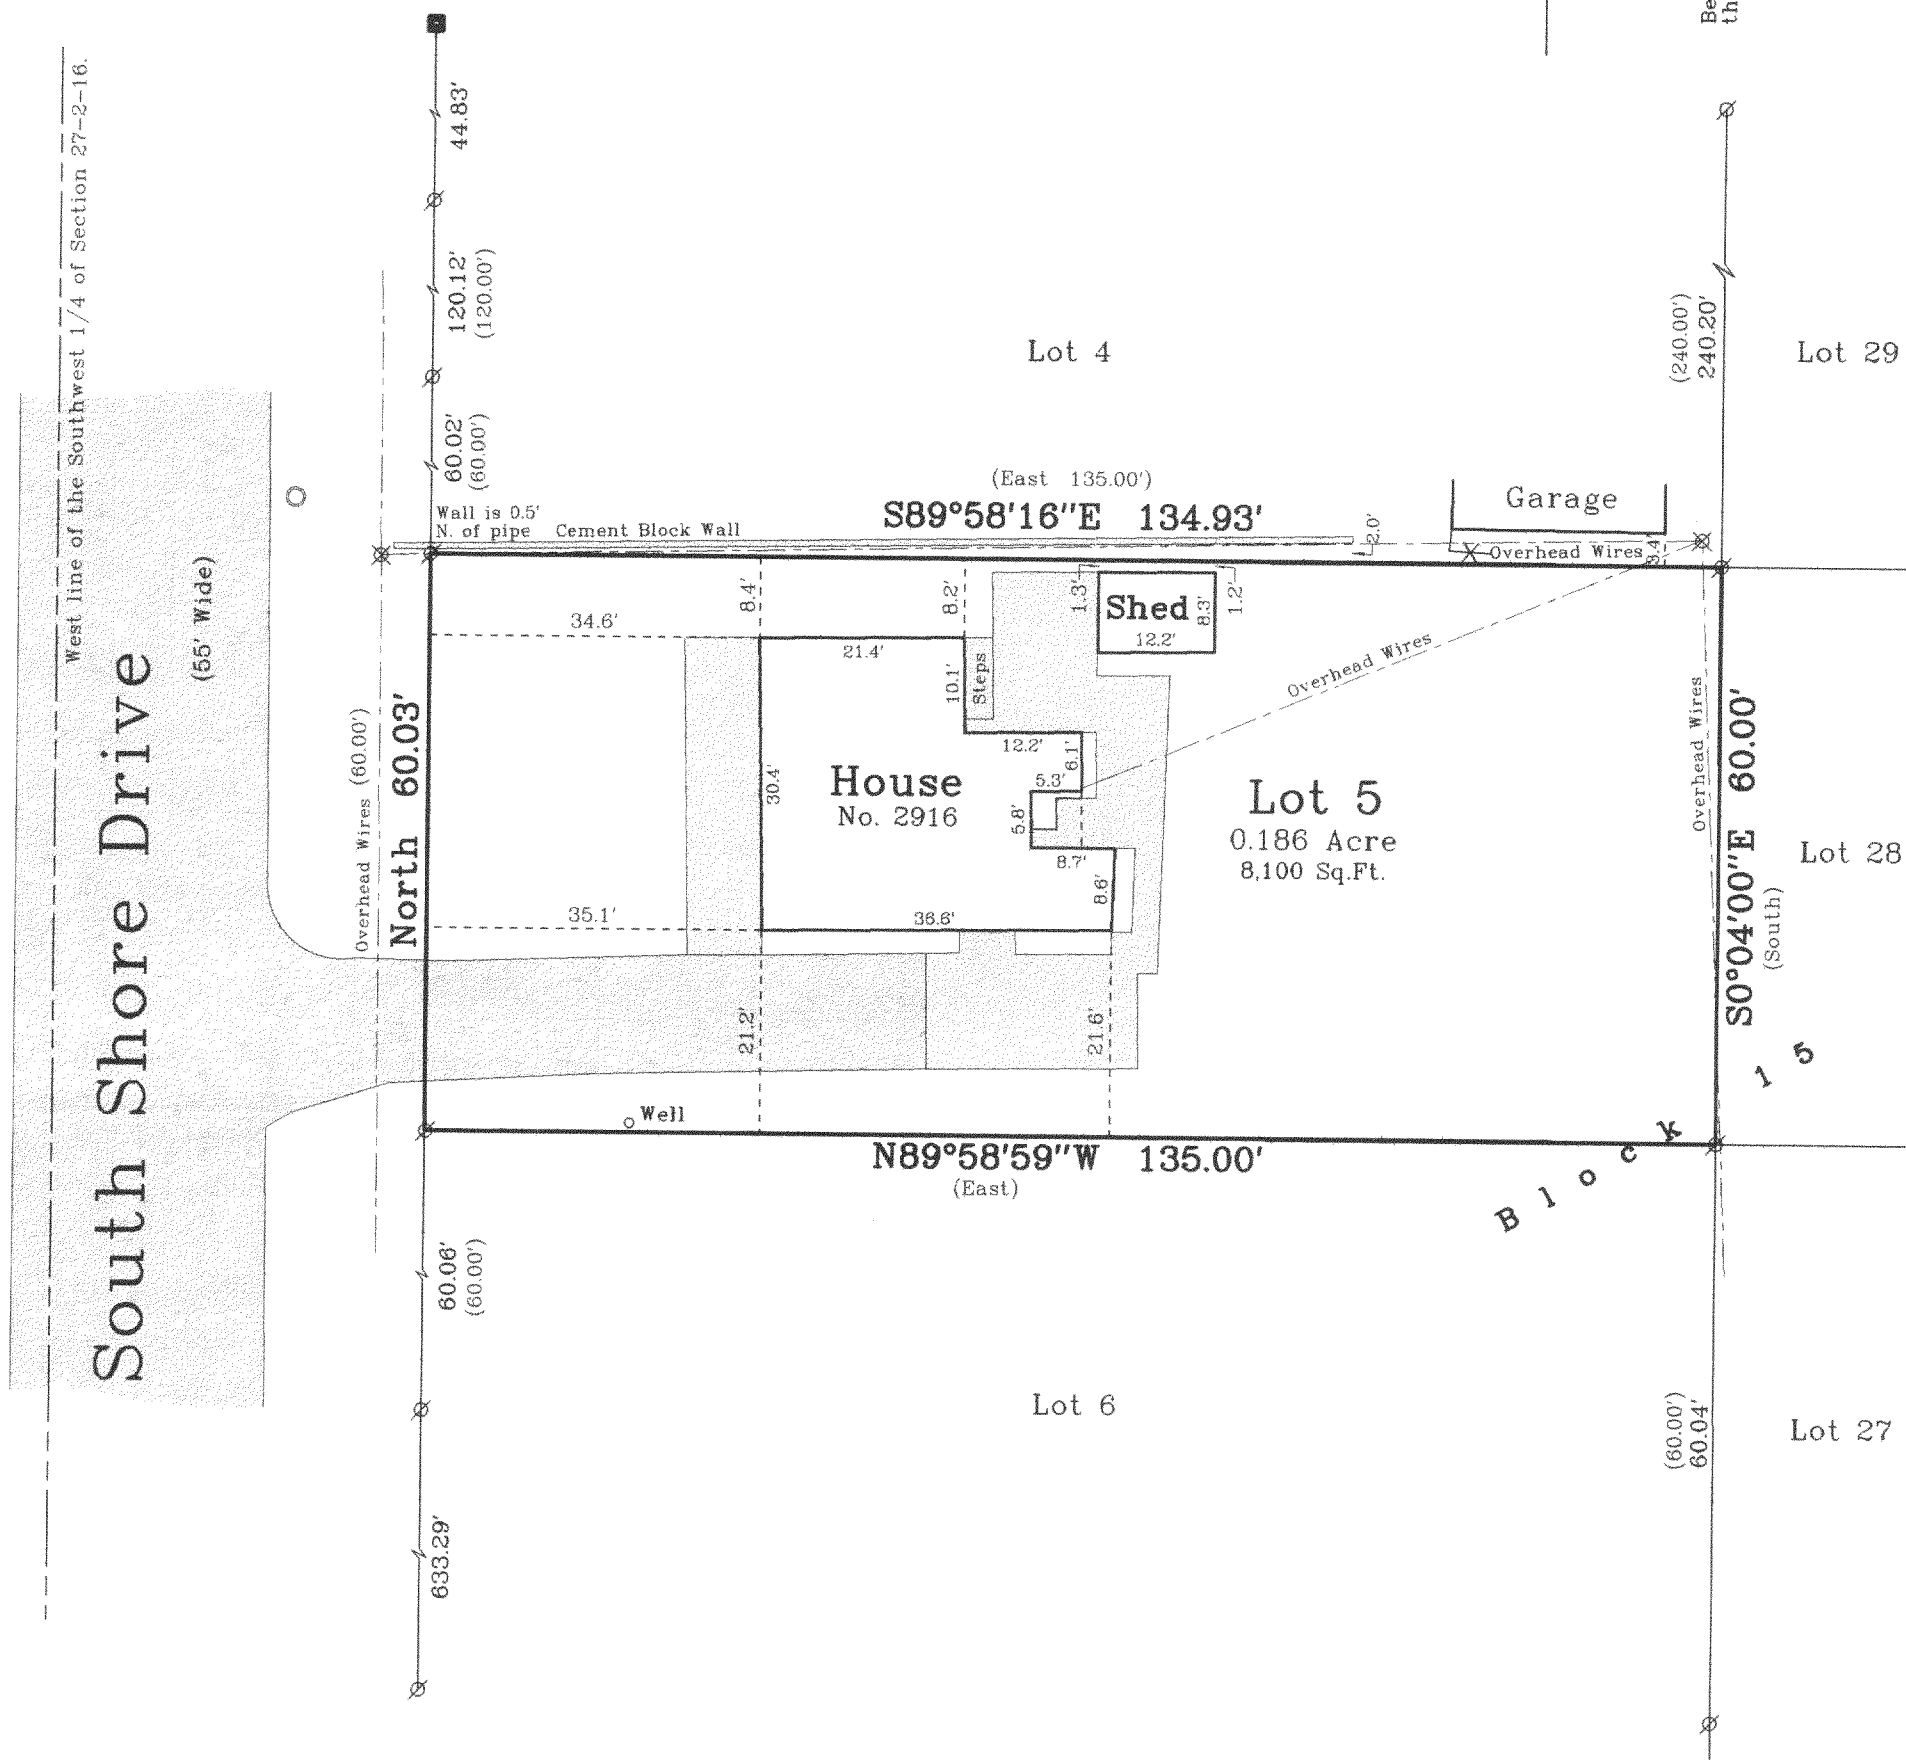 Be
th
West line of the Southwest 1/4 of Section 27-2-16.
South Shore Drive
(55' Wide)
44.83'
120.12'
(120.00')
60.02'
(60.00')
Lot 4
(240.00')
240.20'
Lot 29
(East 135.00')
S89°58'16"E 134.93'
Wall is 0.5'
N. of pipe
Cement Block Wall
2.0'
Garage
Overhead Wires
3.4'
34.6'
8.4'
8.2'
1.3'
Shed
8.3'
12.2'
1.2'
21.4'
10.1'
Steps
Overhead Wires
Overhead Wires
Overhead Wires (60.00')
North 60.03'
30.4'
House
No. 2916
12.2'
6.1'
5.3'
5.8'
8.7'
8.6'
Lot 5
0.186 Acre
8,100 Sq.Ft.
Lot 28
S0°04'00"E 60.00'
(South)
35.1'
36.6'
21.2'
21.6'
Well
N89°58'59"W 135.00'
(East)
Block 15
60.06'
(60.00')
Lot 6
(60.00')
60.04'
Lot 27
633.29'